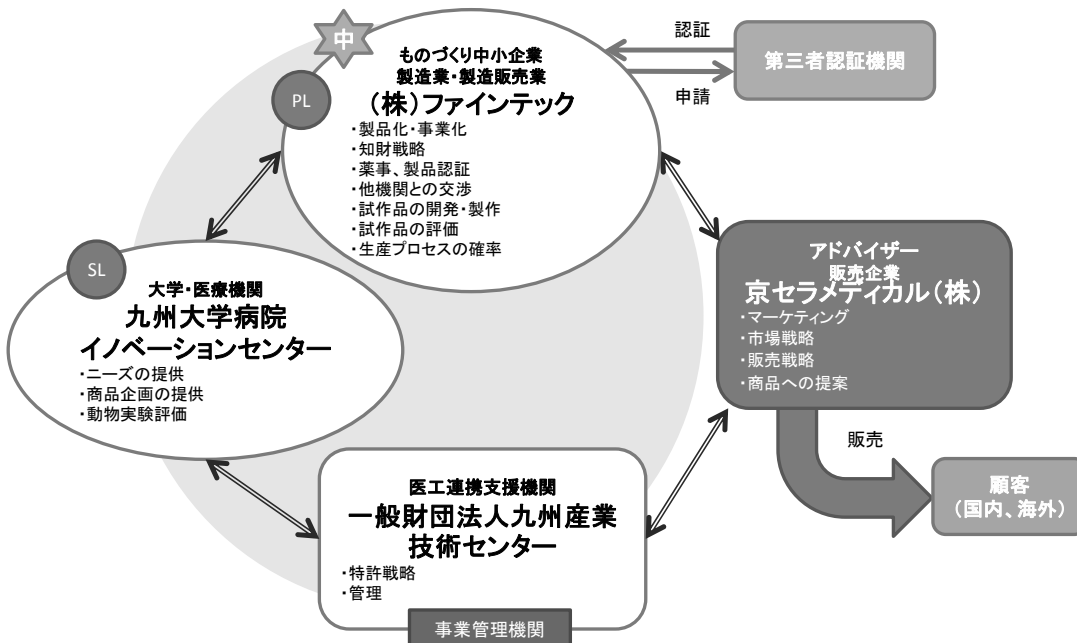 中
ものづくり中小企業
製造業・製造販売業
（株）ファインテック
PL
・製品化・事業化
・知財戦略
・薬事、製品認証
・他機関との交渉
・試作品の開発・製作
・試作品の評価
・生産プロセスの確率
認証
申請
第三者認証機関
SL
大学・医療機関
九州大学病院
イノベーションセンター
・ニーズの提供
・商品企画の提供
・動物実験評価
アドバイザー
販売企業
京セラメディカル（株）
・マーケティング
・市場戦略
・販売戦略
・商品への提案
販売
顧客
（国内、海外）
医工連携支援機関
一般財団法人九州産業
技術センター
・特許戦略
・管理
事業管理機関